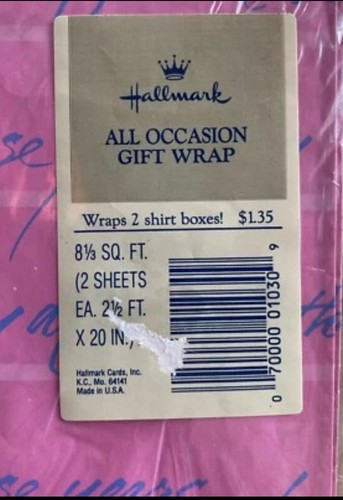 Hallmark
ALL OCCASION
GIFT WRAP
Wraps 2 shirt boxes! $1.35
8⅓ SQ. FT.
(2 SHEETS
EA. 2½ FT.
X 20 IN.)
Hallmark Cards, Inc.
K.C., Mo. 64141
Made in U.S.A.
0 70000 01030 9
se